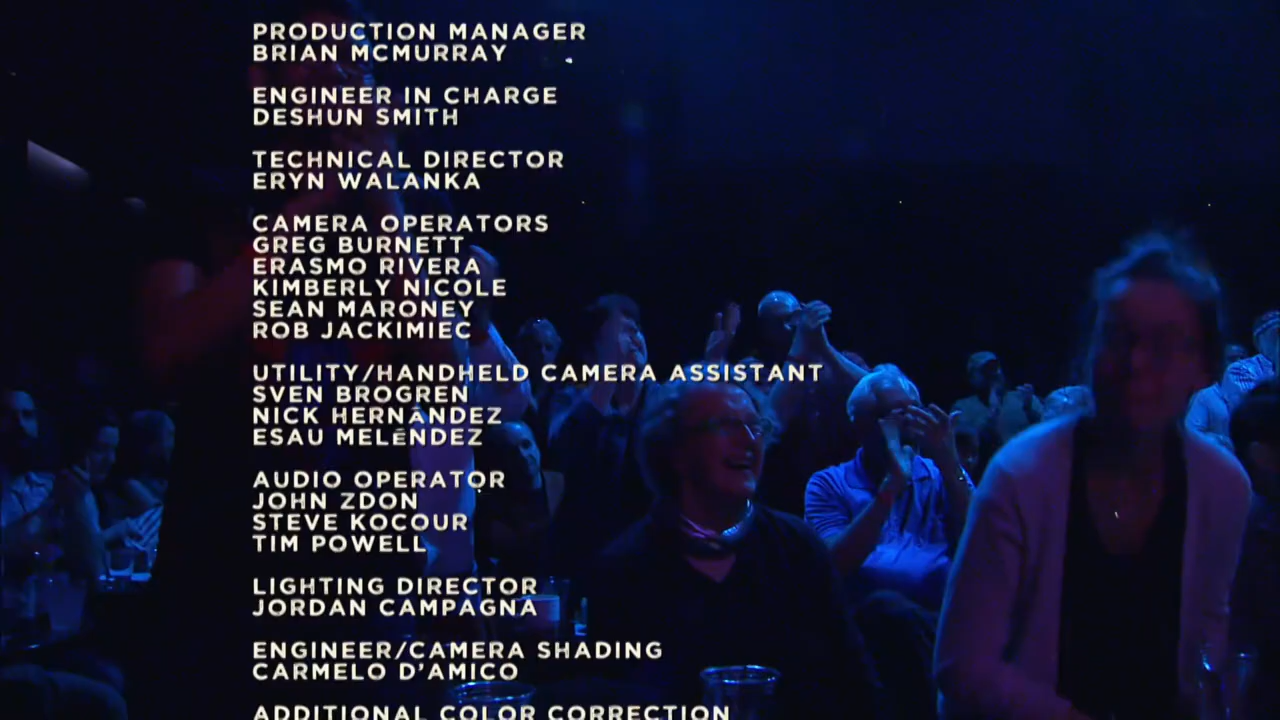 PRODUCTION MANAGER
BRIAN MCMURRAY
ENGINEER IN CHARGE
DESHUN SMITH
TECHNICAL DIRECTOR
ERYN WALANKA
CAMERA OPERATORS
GREG BURNETT
ERASMO RIVERA
KIMBERLY NICOLE
SEAN MARONEY
ROB JACKIMIEC
UTILITY/HANDHELD CAMERA ASSISTANT
SVEN BROGREN
NICK HERNÁNDEZ
ESAU MELÉNDEZ
AUDIO OPERATOR
JOHN ZDON
STEVE KOCOUR
TIM POWELL
LIGHTING DIRECTOR
JORDAN CAMPAGNA
ENGINEER/CAMERA SHADING
CARMELO D'AMICO
ADDITIONAL COLOR CORRECTION